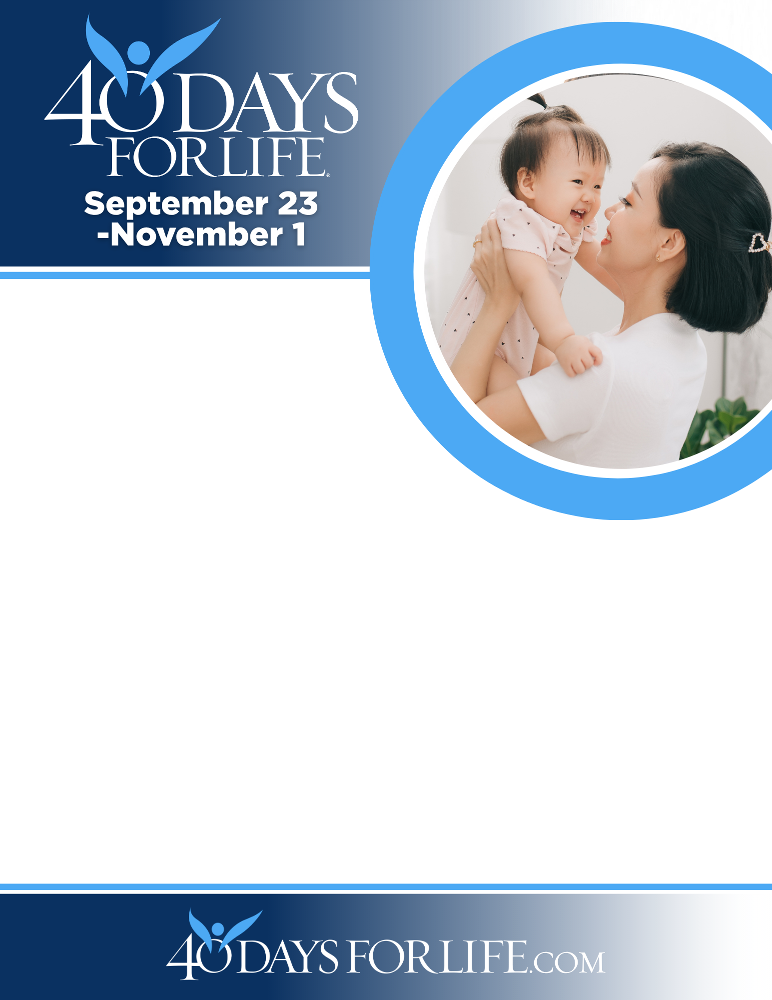 40 DAYS
FOR LIFE®
September 23
-November 1
40 DAYS FOR LIFE.COM